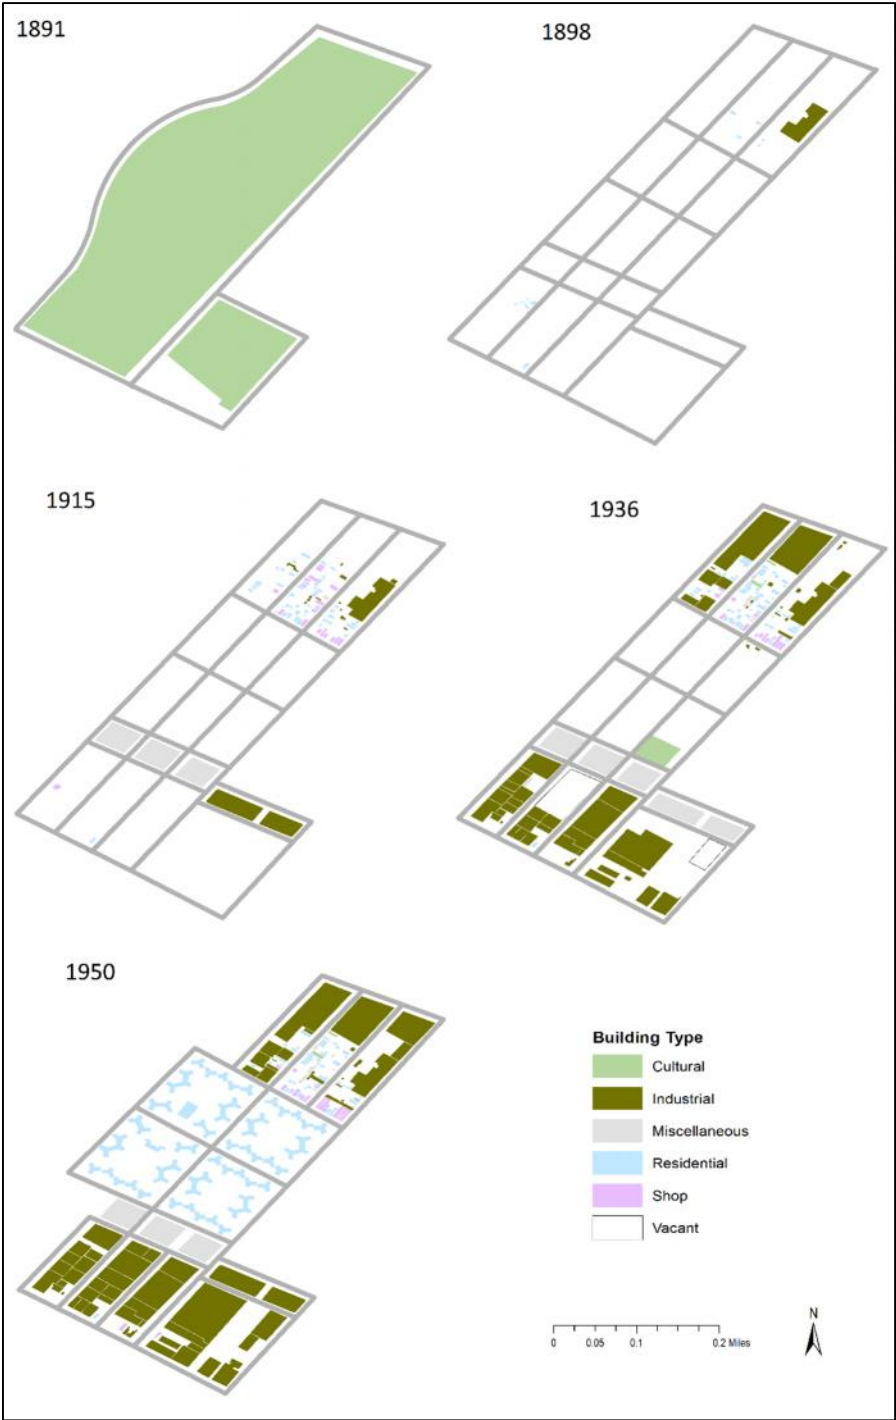 1891
1898
1915
1936
1950
Building Type
Cultural
Industrial
Miscellaneous
Residential
Shop
Vacant
0 0.05 0.1 0.2 Miles
N